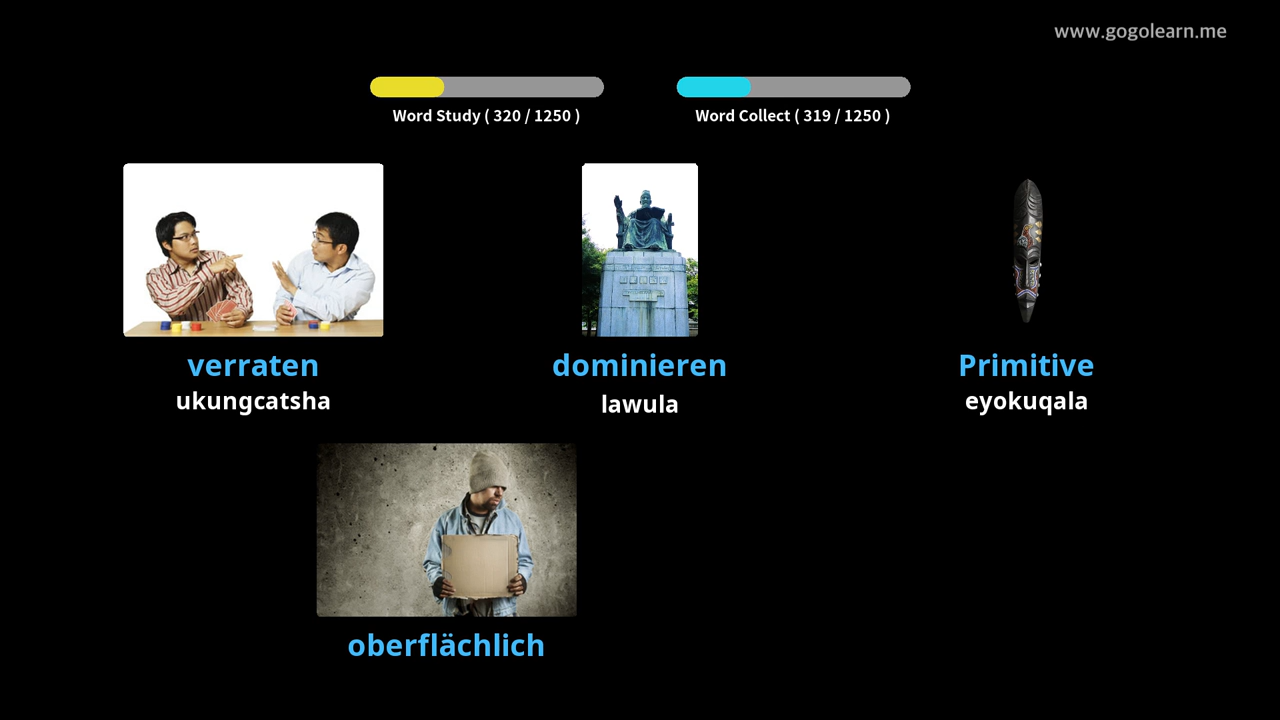 www.gogolearn.me
Word Study ( 320 / 1250 )
Word Collect ( 319 / 1250 )
verraten
ukungcatsha
dominieren
lawula
Primitive
eyokuqala
oberflächlich